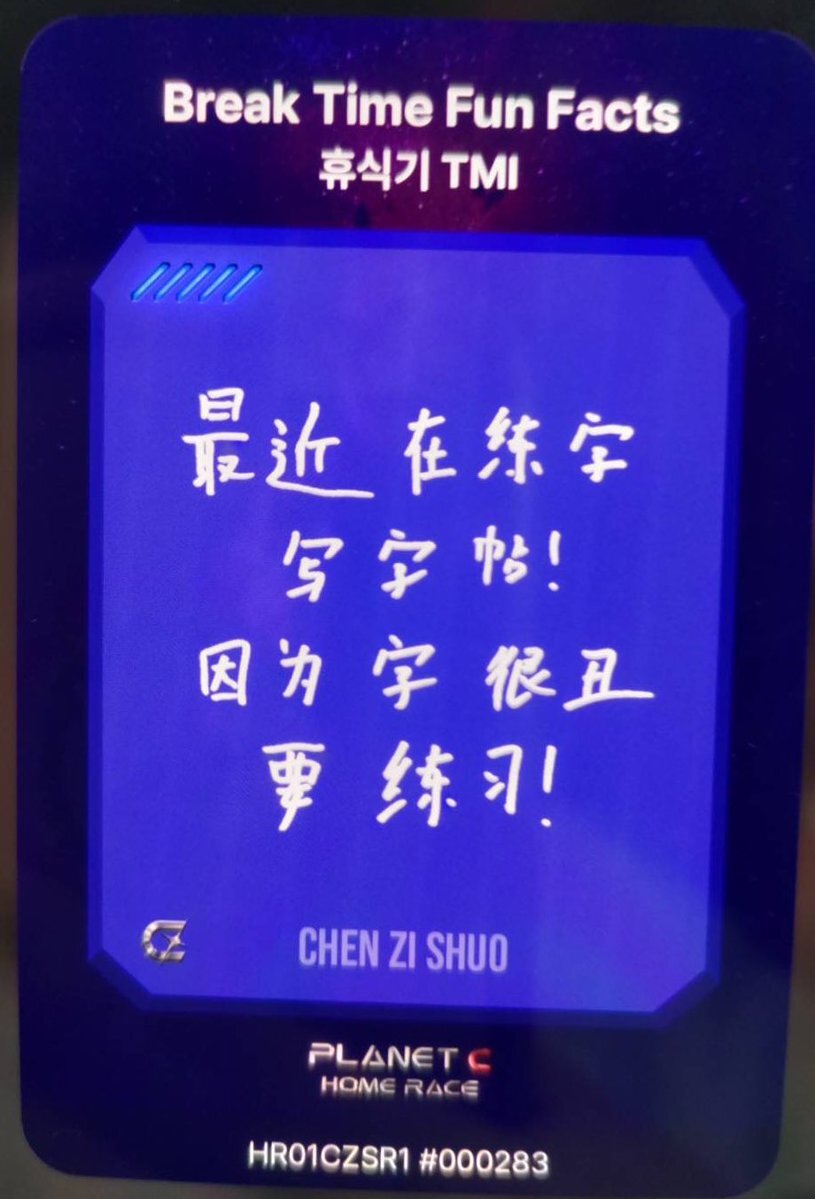 Break Time Fun Facts
휴식기 TMI
最近在练字
写字帖!
因为字很丑
要练习!
CHEN ZI SHUO
PLANET C
HOME RACE
HR01CZSR1 #000283